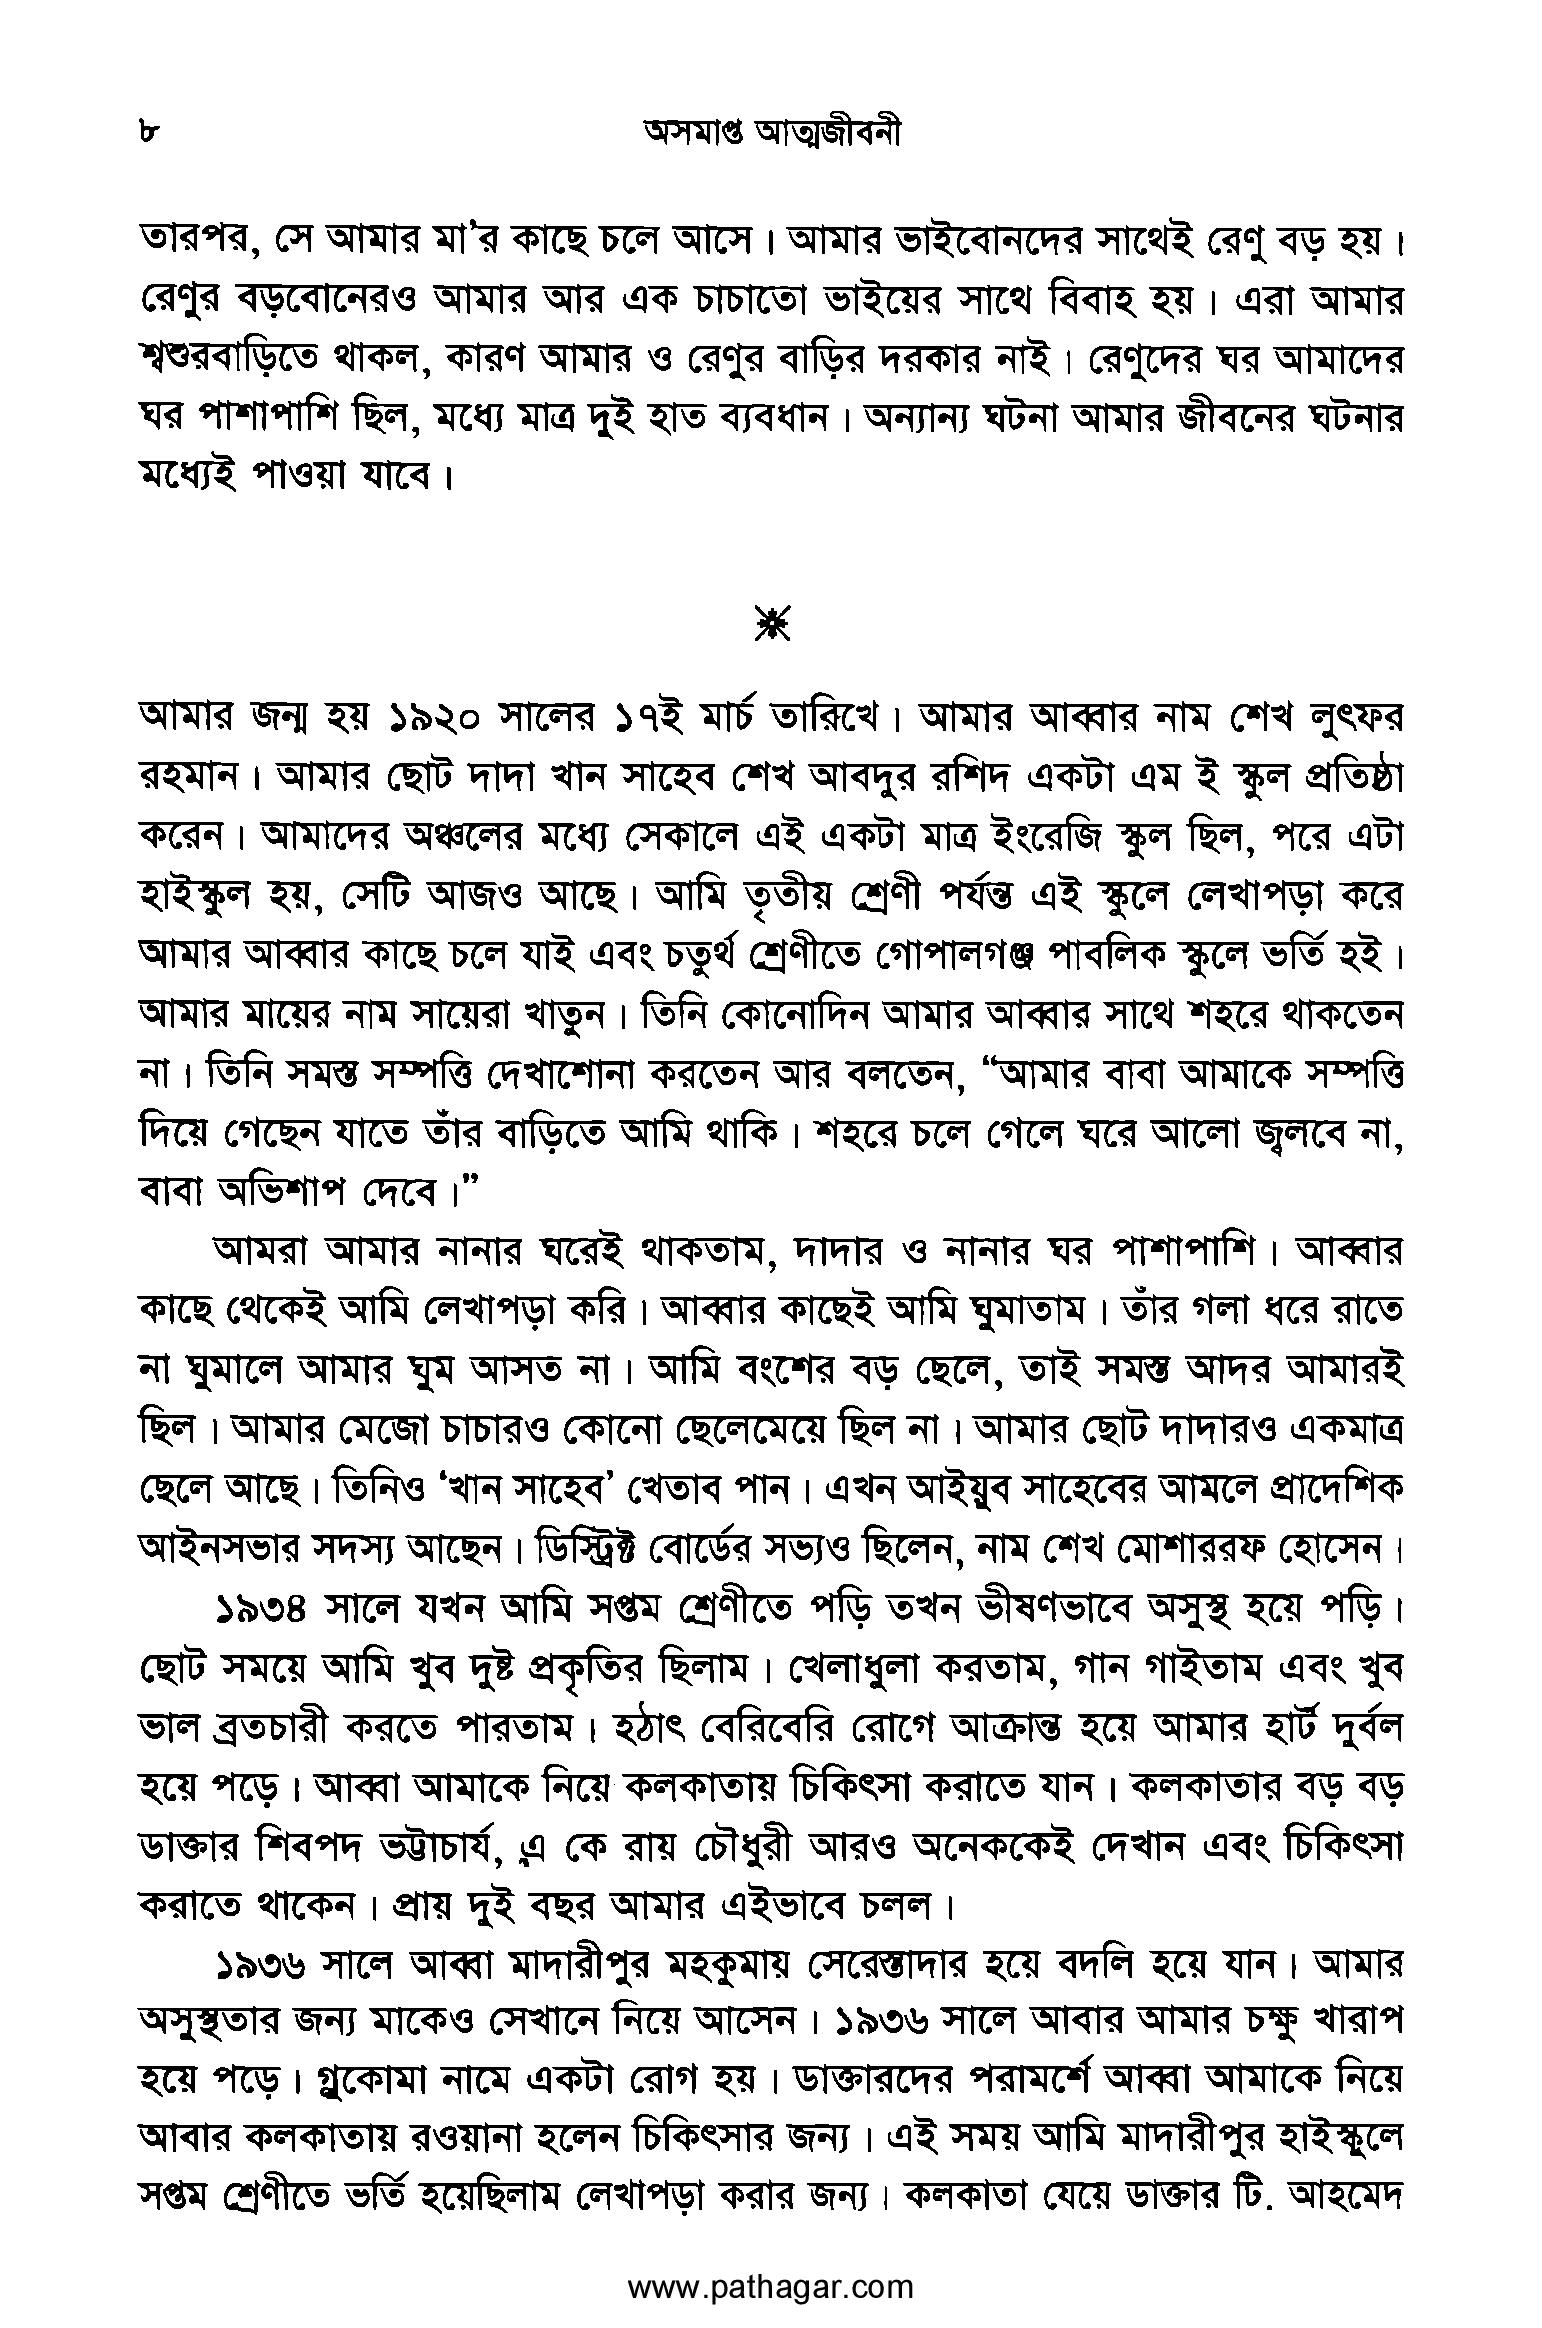 ৮
অসমাপ্ত আত্মজীবনী
তারপর, সে আমার মা’র কাছে চলে আসে। আমার ভাইবোনদের সাথেই রেণু বড় হয়।
রেণুর বড়বোনেরও আমার আর এক চাচাতো ভাইয়ের সাথে বিবাহ হয়। এরা আমার
শ্বশুরবাড়িতে থাকল, কারণ আমার ও রেণুর বাড়ির দরকার নাই। রেণুদের ঘর আমাদের
ঘর পাশাপাশি ছিল, মধ্যে মাত্র দুই হাত ব্যবধান। অন্যান্য ঘটনা আমার জীবনের ঘটনার
মধ্যেই পাওয়া যাবে।
আমার জন্ম হয় ১৯২০ সালের ১৭ই মার্চ তারিখে। আমার আব্বার নাম শেখ লুৎফর
রহমান। আমার ছোট দাদা খান সাহেব শেখ আবদুর রশিদ একটা এম ই স্কুল প্রতিষ্ঠা
করেন। আমাদের অঞ্চলের মধ্যে সেকালে এই একটা মাত্র ইংরেজি স্কুল ছিল, পরে এটা
হাইস্কুল হয়, সেটি আজও আছে। আমি তৃতীয় শ্রেণী পর্যন্ত এই স্কুলে লেখাপড়া করে
আমার আব্বার কাছে চলে যাই এবং চতুর্থ শ্রেণীতে গোপালগঞ্জ পাবলিক স্কুলে ভর্তি হই।
আমার মায়ের নাম সায়েরা খাতুন। তিনি কোনোদিন আমার আব্বার সাথে শহরে থাকতেন
না। তিনি সমস্ত সম্পত্তি দেখাশোনা করতেন আর বলতেন, “আমার বাবা আমাকে সম্পত্তি
দিয়ে গেছেন যাতে তাঁর বাড়িতে আমি থাকি। শহরে চলে গেলে ঘরে আলো জ্বলবে না,
বাবা অভিশাপ দেবে।”
আমরা আমার নানার ঘরেই থাকতাম, দাদার ও নানার ঘর পাশাপাশি। আব্বার
কাছে থেকেই আমি লেখাপড়া করি। আব্বার কাছেই আমি ঘুমাতাম। তাঁর গলা ধরে রাতে
না ঘুমালে আমার ঘুম আসত না। আমি বংশের বড় ছেলে, তাই সমস্ত আদর আমারই
ছিল। আমার মেজো চাচারও কোনো ছেলেমেয়ে ছিল না। আমার ছোট দাদারও একমাত্র
ছেলে আছে। তিনিও ‘খান সাহেব’ খেতাব পান। এখন আইয়ুব সাহেবের আমলে প্রাদেশিক
আইনসভার সদস্য আছেন। ডিস্ট্রিক্ট বোর্ডের সভ্যও ছিলেন, নাম শেখ মোশাররফ হোসেন।
১৯৩৪ সালে যখন আমি সপ্তম শ্রেণীতে পড়ি তখন ভীষণভাবে অসুস্থ হয়ে পড়ি।
ছোট সময়ে আমি খুব দুষ্ট প্রকৃতির ছিলাম। খেলাধুলা করতাম, গান গাইতাম এবং খুব
ভাল ব্রতচারী করতে পারতাম। হঠাৎ বেরিবেরি রোগে আক্রান্ত হয়ে আমার হার্ট দুর্বল
হয়ে পড়ে। আব্বা আমাকে নিয়ে কলকাতায় চিকিৎসা করাতে যান। কলকাতার বড় বড়
ডাক্তার শিবপদ ভট্টাচার্য, এ কে রায় চৌধুরী আরও অনেককেই দেখান এবং চিকিৎসা
করাতে থাকেন। প্রায় দুই বছর আমার এইভাবে চলল।
১৯৩৬ সালে আব্বা মাদারীপুর মহকুমায় সেরেস্তাদার হয়ে বদলি হয়ে যান। আমার
অসুস্থতার জন্য মাকেও সেখানে নিয়ে আসেন। ১৯৩৬ সালে আবার আমার চক্ষু খারাপ
হয়ে পড়ে। গ্লুকোমা নামে একটা রোগ হয়। ডাক্তারদের পরামর্শে আব্বা আমাকে নিয়ে
আবার কলকাতায় রওয়ানা হলেন চিকিৎসার জন্য। এই সময় আমি মাদারীপুর হাইস্কুলে
সপ্তম শ্রেণীতে ভর্তি হয়েছিলাম লেখাপড়া করার জন্য। কলকাতা যেয়ে ডাক্তার টি. আহমেদ
www.pathagar.com